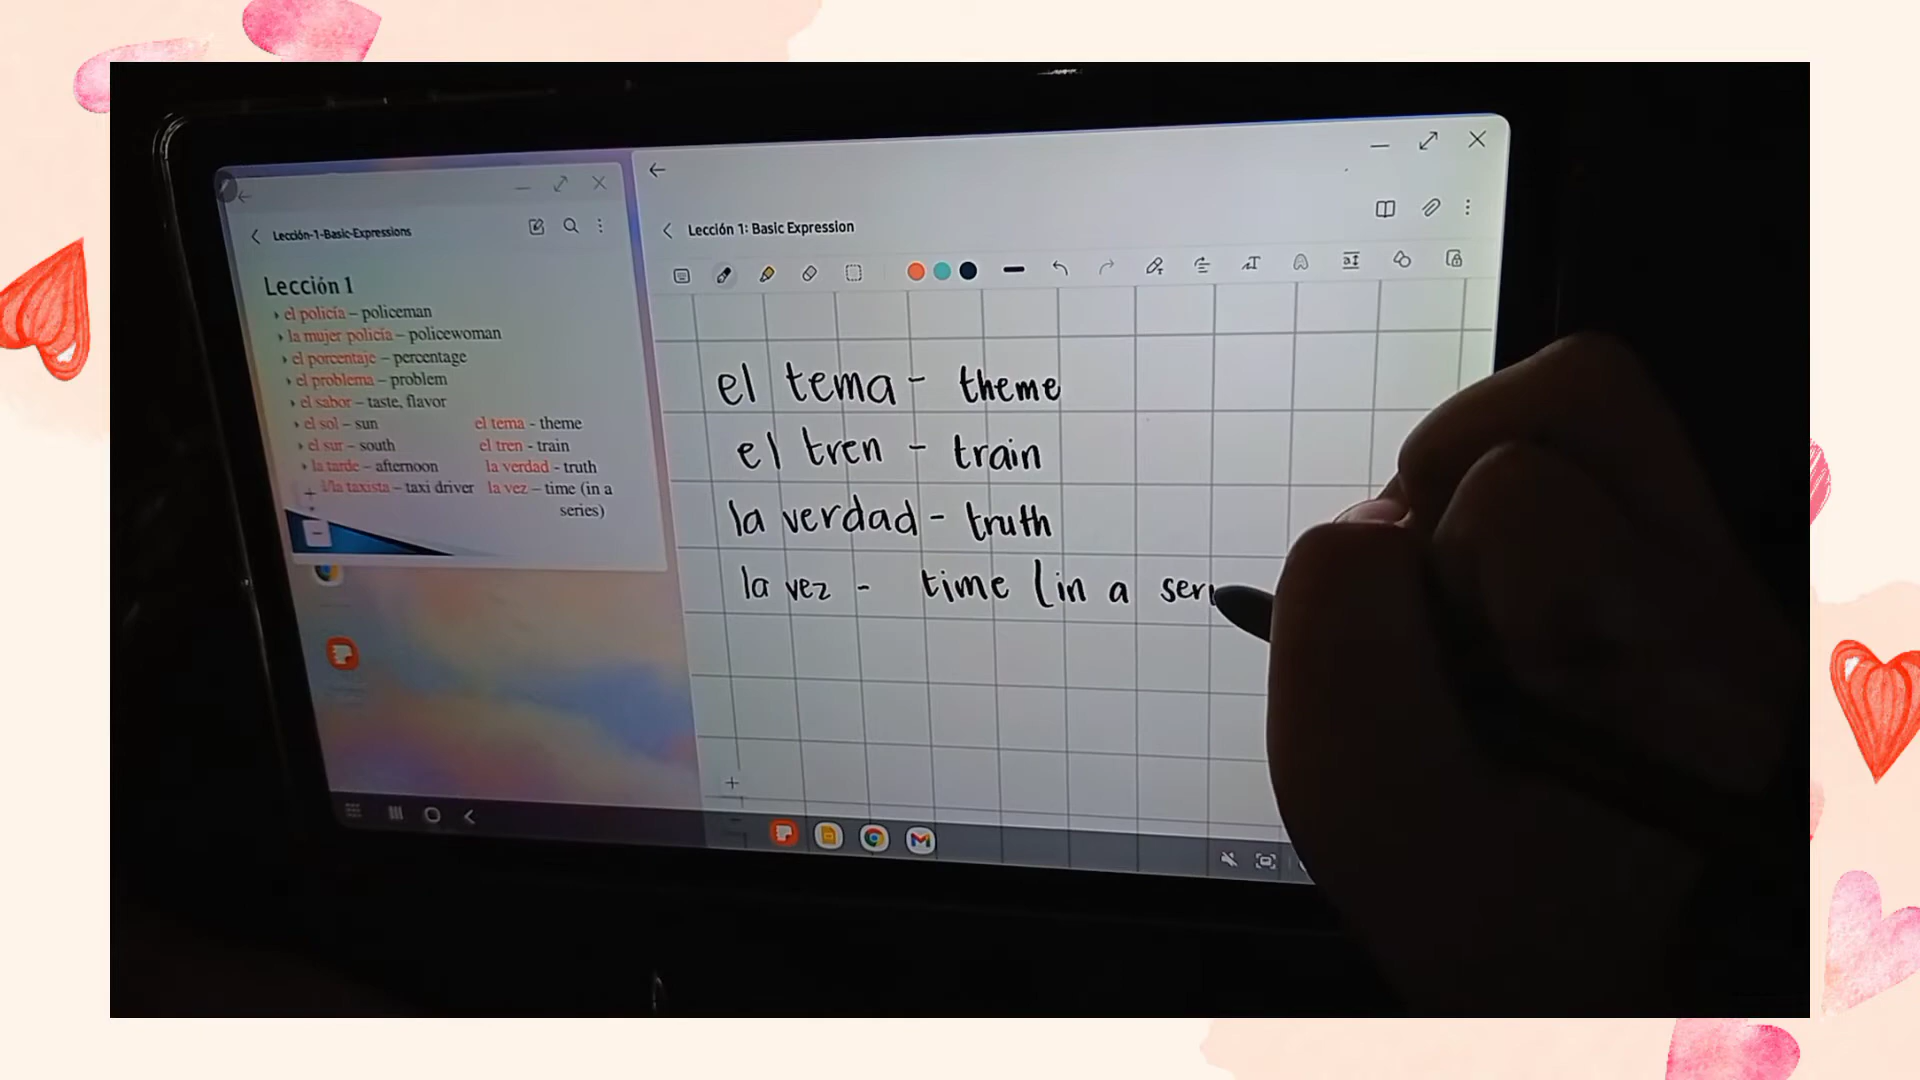 Lección-1-Basic-Expressions
Lección 1
el policía – policeman
la mujer policía – policewoman
el porcentaje – percentage
el problema – problem
el sabor – taste, flavor
el sol – sun
el sur – south
la tarde – afternoon
/la taxista – taxi driver
el tema - theme
el tren - train
la verdad - truth
la vez – time (in a
series)
Lección 1: Basic Expression
el tema - theme
el tren - train
la verdad - truth
la vez - time (in a seri